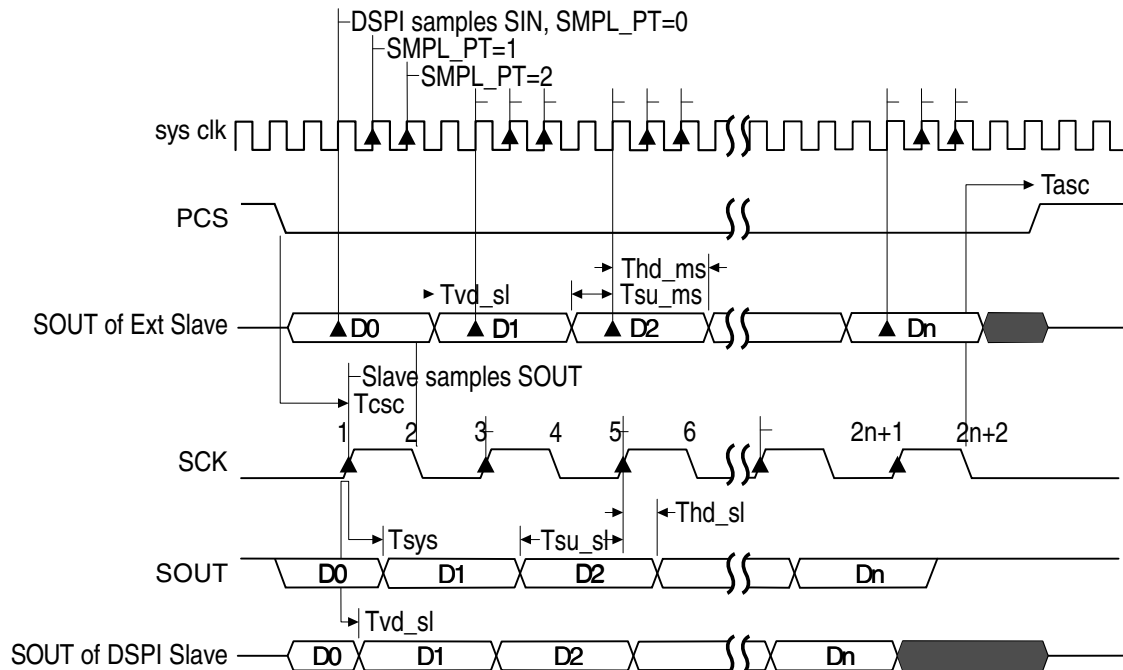 DSPI samples SIN, SMPL_PT=0
SMPL_PT=1
SMPL_PT=2
sys clk
Tasc
PCS
Thd_ms
Tvd_sl
Tsu_ms
SOUT of Ext Slave
D0
D1
D2
Dn
Slave samples SOUT
Tcsc
1
2
3
4
5
6
2n+1
2n+2
SCK
Thd_sl
Tsys
Tsu_sl
SOUT
D0
D1
D2
Dn
Tvd_sl
SOUT of DSPI Slave
D0
D1
D2
Dn